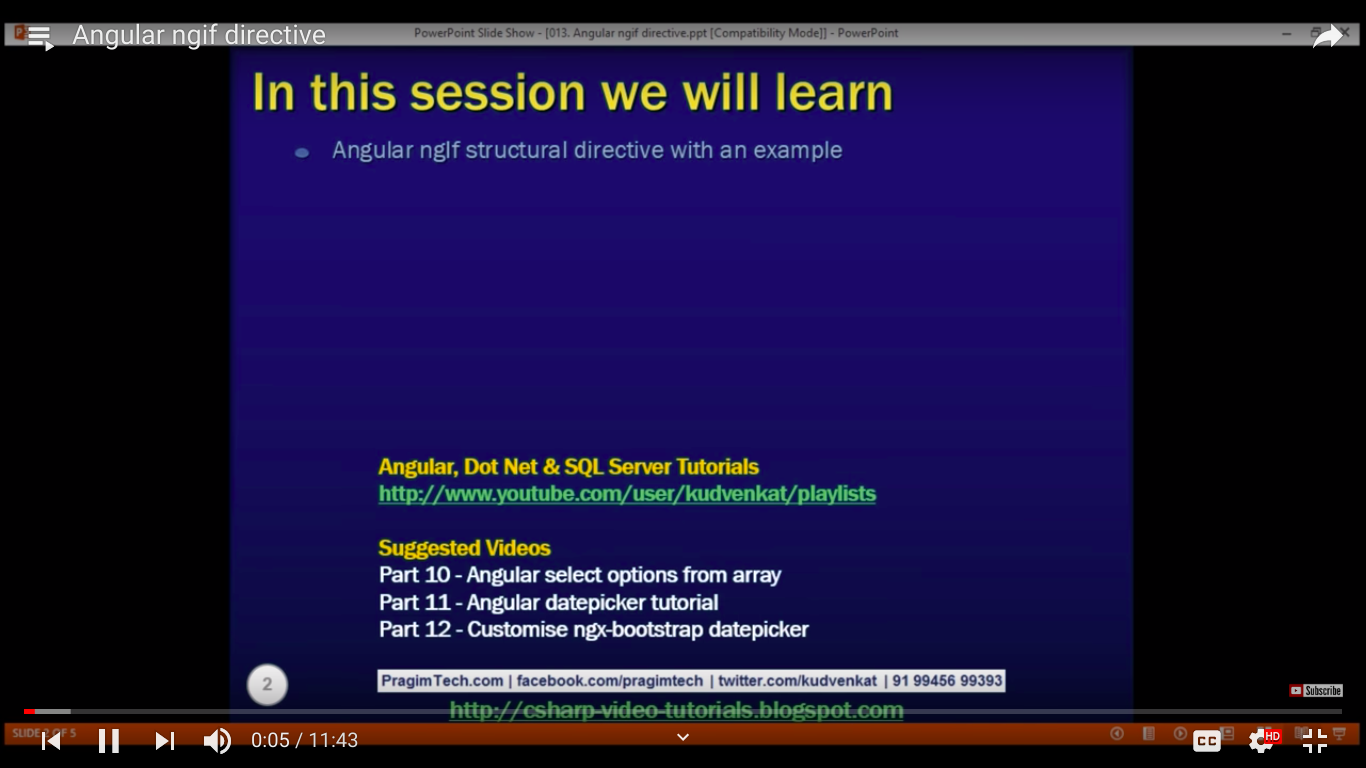 Angular ngif directive
PowerPoint Slide Show - [013. Angular ngif directive.ppt [Compatibility Mode]] - PowerPoint
In this session we will learn
Angular ngIf structural directive with an example
Angular, Dot Net & SQL Server Tutorials
http://www.youtube.com/user/kudvenkat/playlists
Suggested Videos
Part 10 - Angular select options from array
Part 11 - Angular datepicker tutorial
Part 12 - Customise ngx-bootstrap datepicker
2
PragimTech.com | facebook.com/pragimtech | twitter.com/kudvenkat | 91 99456 99393
Subscribe
http://csharp-video-tutorials.blogspot.com
SLIDE 2 OF 5
0:05 / 11:43
CC
HD